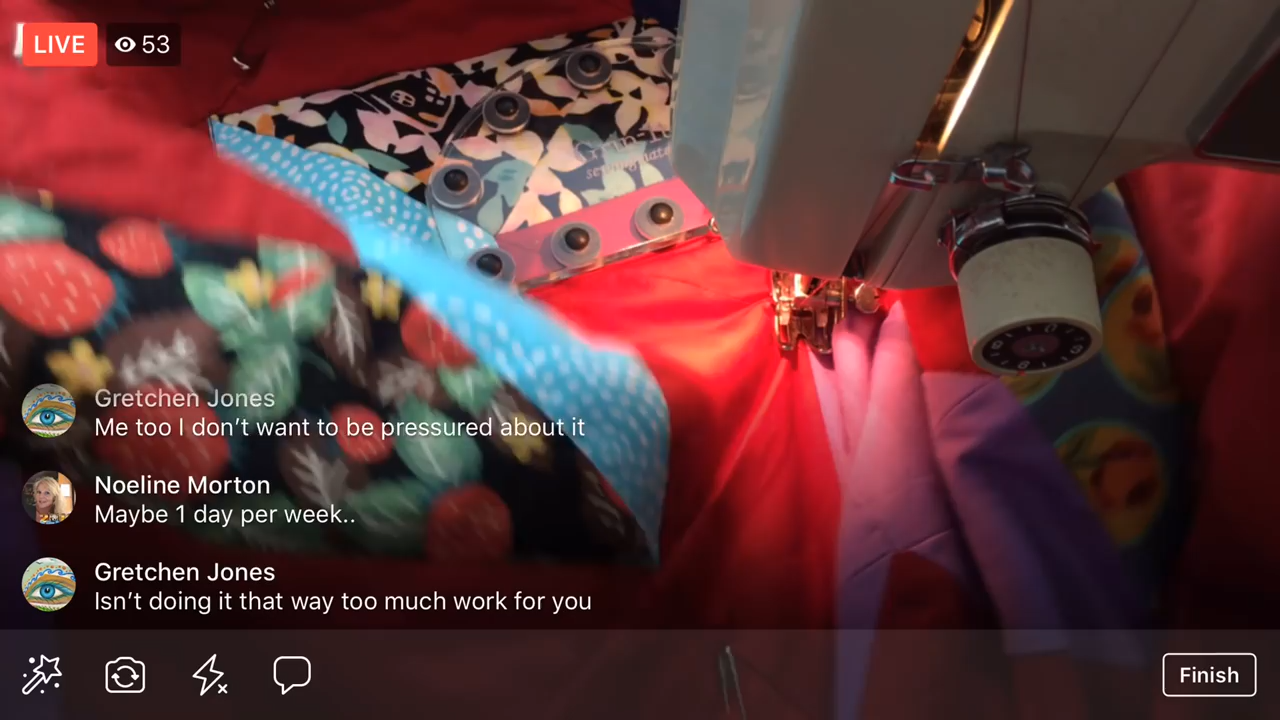 LIVE
53
Gretchen Jones
Me too I don’t want to be pressured about it
Noeline Morton
Maybe 1 day per week..
Gretchen Jones
Isn’t doing it that way too much work for you
Finish